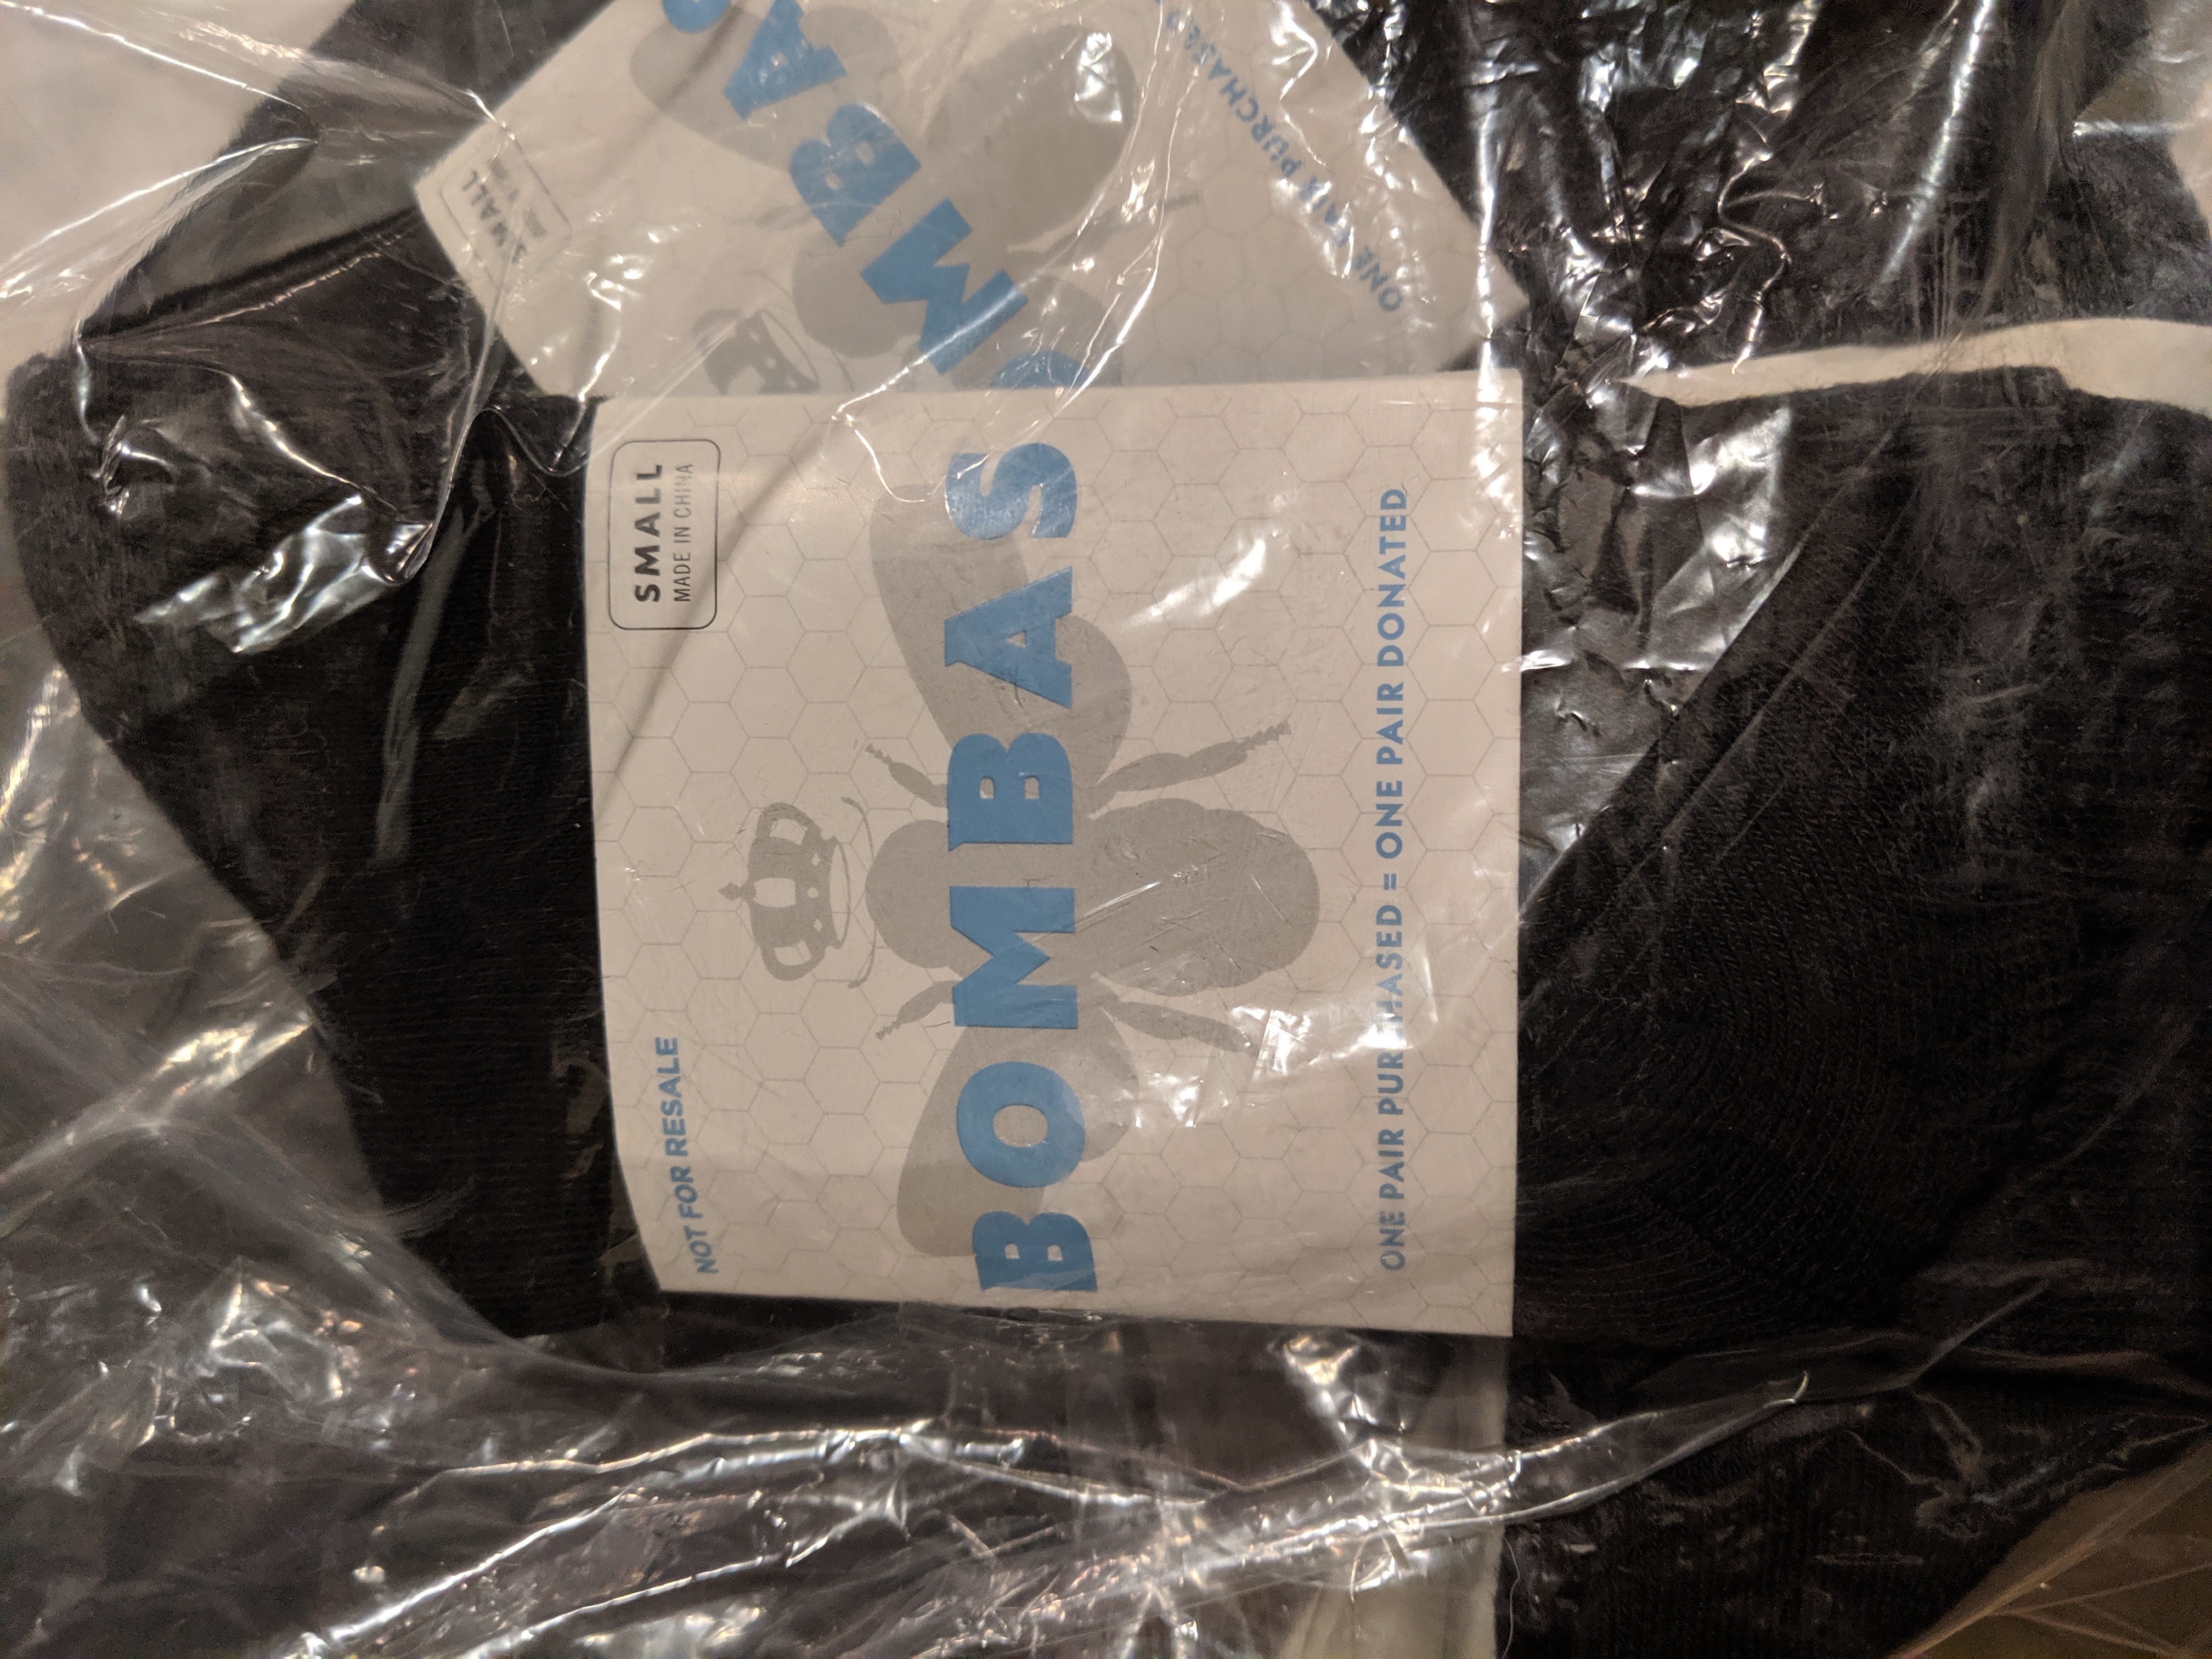 NOT FOR RESALE
SMALL
MADE IN CHINA
BOMBAS
ONE PAIR PURCHASED = ONE PAIR DONATED
SMALL
MBAS
ONE PAIR PURCHASED